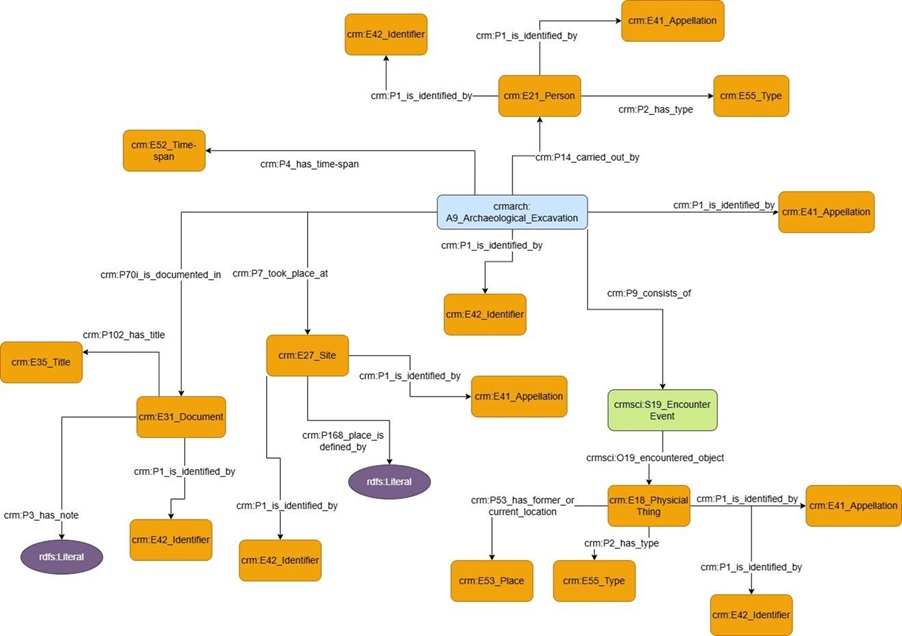 crm:E42_Identifier
crm:E41_Appellation
crm:P1_is_identified_by
crm:P1_is_identified_by
crm:E21_Person
crm:P2_has_type
crm:E55_Type
crm:E52_Time-
span
crm:P4_has_time-span
crm:P14_carried_out_by
crmarch:
A9_Archaeological_Excavation
crm:P1_is_identified_by
crm:E41_Appellation
crm:P1_is_identified_by
crm:P70i_is_documented_in
crm:P7_took_place_at
crm:P9_consists_of
crm:E42_Identifier
crm:P102_has_title
crm:E35_Title
crm:E27_Site
crm:P1_is_identified_by
crm:E41_Appellation
crm:E31_Document
crmsci:S19_Encounter
Event
crm:P168_place_is
defined_by
crm:P1_is_identified_by
rdfs:Literal
crmsci:O19_encountered_object
crm:P3_has_note
crm:P1_is_identified_by
crm:P53_has_former_or
current_location
crm:E18_Physicial
Thing
crm:P1_is_identified_by
crm:E41_Appellation
crm:E42_Identifier
rdfs:Literal
crm:E42_Identifier
crm:P2_has_type
crm:E53_Place
crm:E55_Type
crm:P1_is_identified_by
crm:E42_Identifier